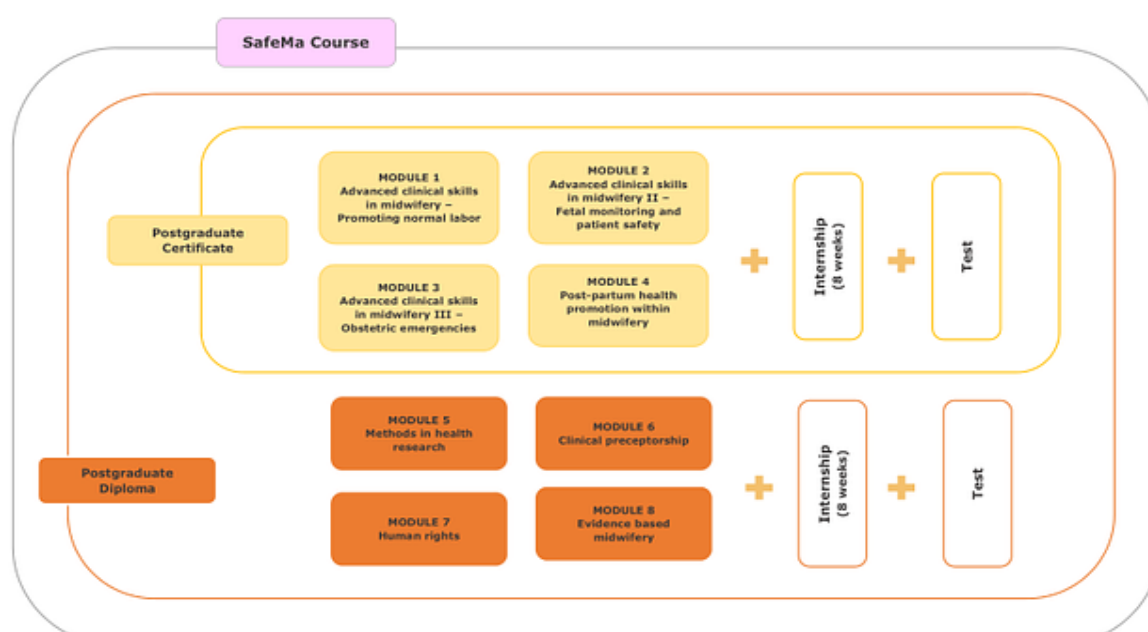 SafeMa Course
Postgraduate
Certificate
MODULE 1
Advanced clinical skills
in midwifery –
Promoting normal labor
MODULE 2
Advanced clinical skills
in midwifery II –
Fetal monitoring and
patient safety
MODULE 3
Advanced clinical skills
in midwifery III –
Obstetric emergencies
MODULE 4
Post-partum health
promotion within
midwifery
Internship
(8 weeks)
Test
Postgraduate
Diploma
MODULE 5
Methods in health
research
MODULE 6
Clinical preceptorship
MODULE 7
Human rights
MODULE 8
Evidence based
midwifery
Internship
(8 weeks)
Test